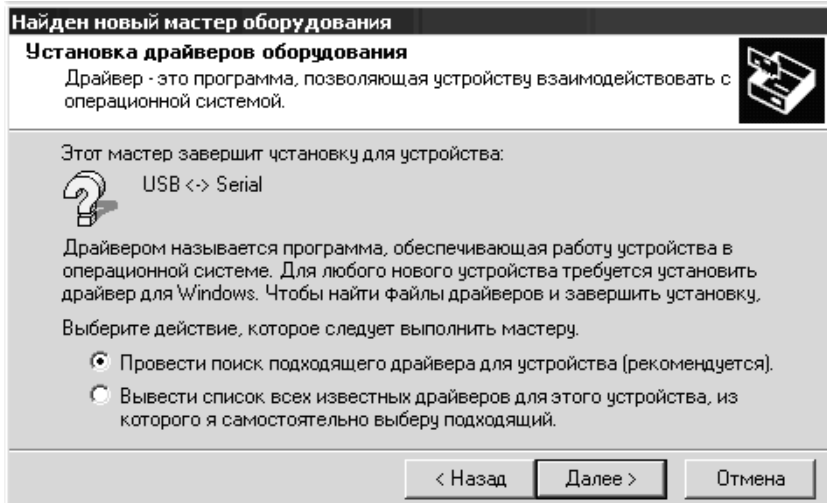 Найден новый мастер оборудования
Установка драйверов оборудования
Драйвер - это программа, позволяющая устройству взаимодействовать с
операционной системой.
Этот мастер завершит установку для устройства:
USB <-> Serial
Драйвером называется программа, обеспечивающая работу устройства в
операционной системе. Для любого нового устройства требуется установить
драйвер для Windows. Чтобы найти файлы драйверов и завершить установку,
Выберите действие, которое следует выполнить мастеру.
Провести поиск подходящего драйвера для устройства (рекомендуется).
Вывести список всех известных драйверов для этого устройства, из
которого я самостоятельно выберу подходящий.
< Назад Далее > Отмена